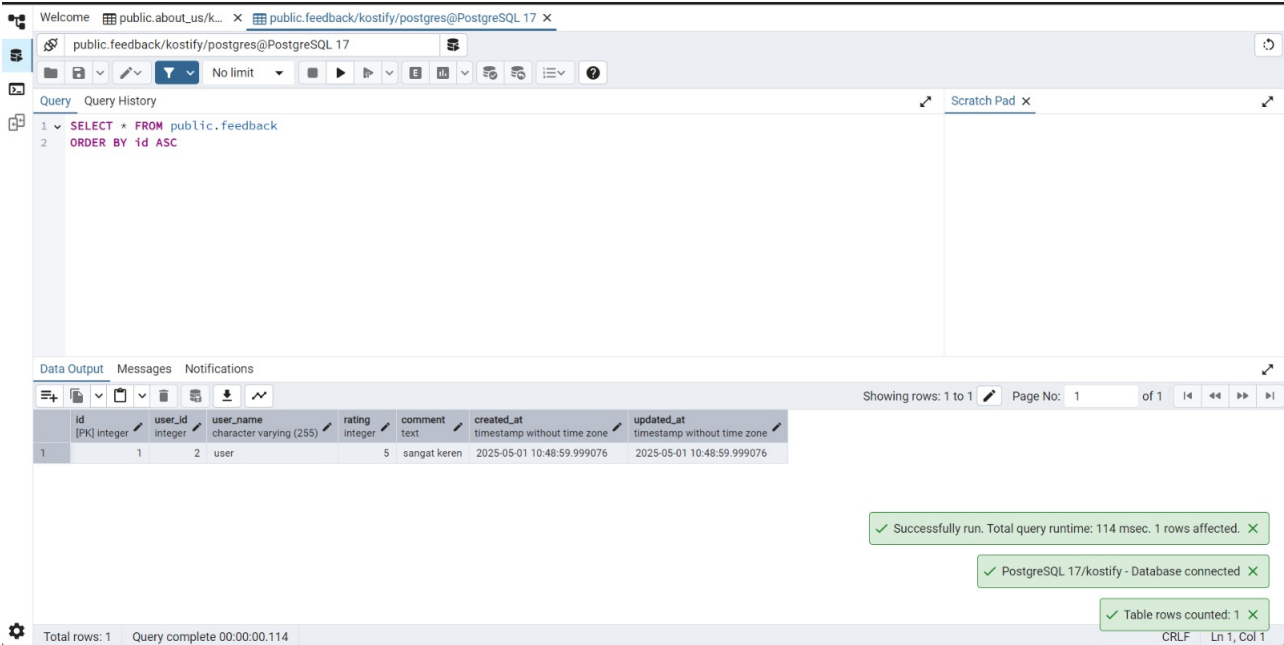 Welcome public.about_us/k... × public.feedback/kostify/postgres@PostgreSQL 17 ×
public.feedback/kostify/postgres@PostgreSQL 17
No limit
Query Query History Scratch Pad ×
1 SELECT * FROM public.feedback
2 ORDER BY id ASC
Data Output Messages Notifications
Showing rows: 1 to 1 Page No: 1 of 1
id user_id user_name rating comment created_at updated_at
[PK] integer integer character varying (255) integer text timestamp without time zone timestamp without time zone
1 1 2 user 5 sangat keren 2025-05-01 10:48:59.999076 2025-05-01 10:48:59.999076
Successfully run. Total query runtime: 114 msec. 1 rows affected. ×
PostgreSQL 17/kostify - Database connected ×
Table rows counted: 1 ×
Total rows: 1 Query complete 00:00:00.114 CRLF Ln 1, Col 1